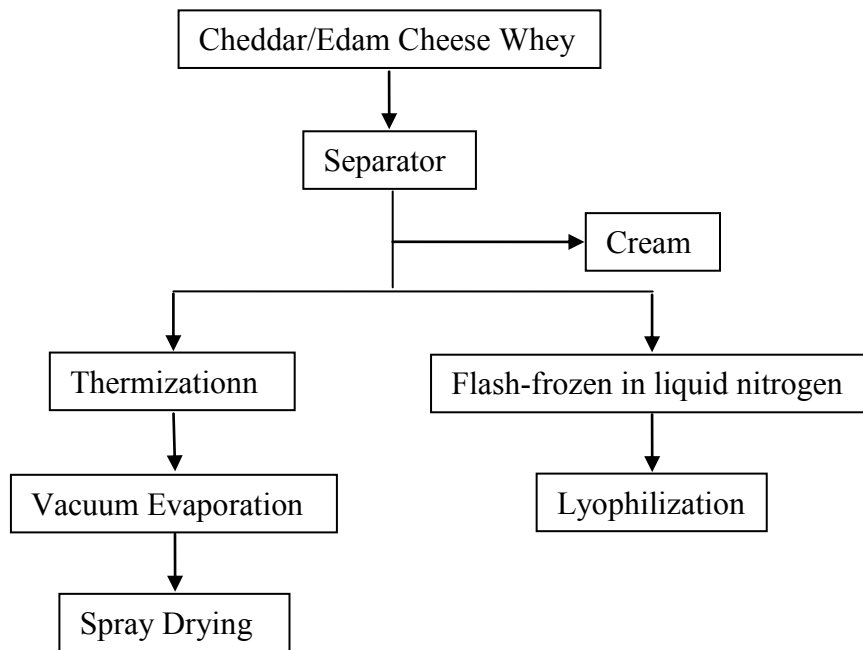 Cheddar/Edam Cheese Whey
Separator
Cream
Thermizationn
Flash-frozen in liquid nitrogen
Vacuum Evaporation
Lyophilization
Spray Drying